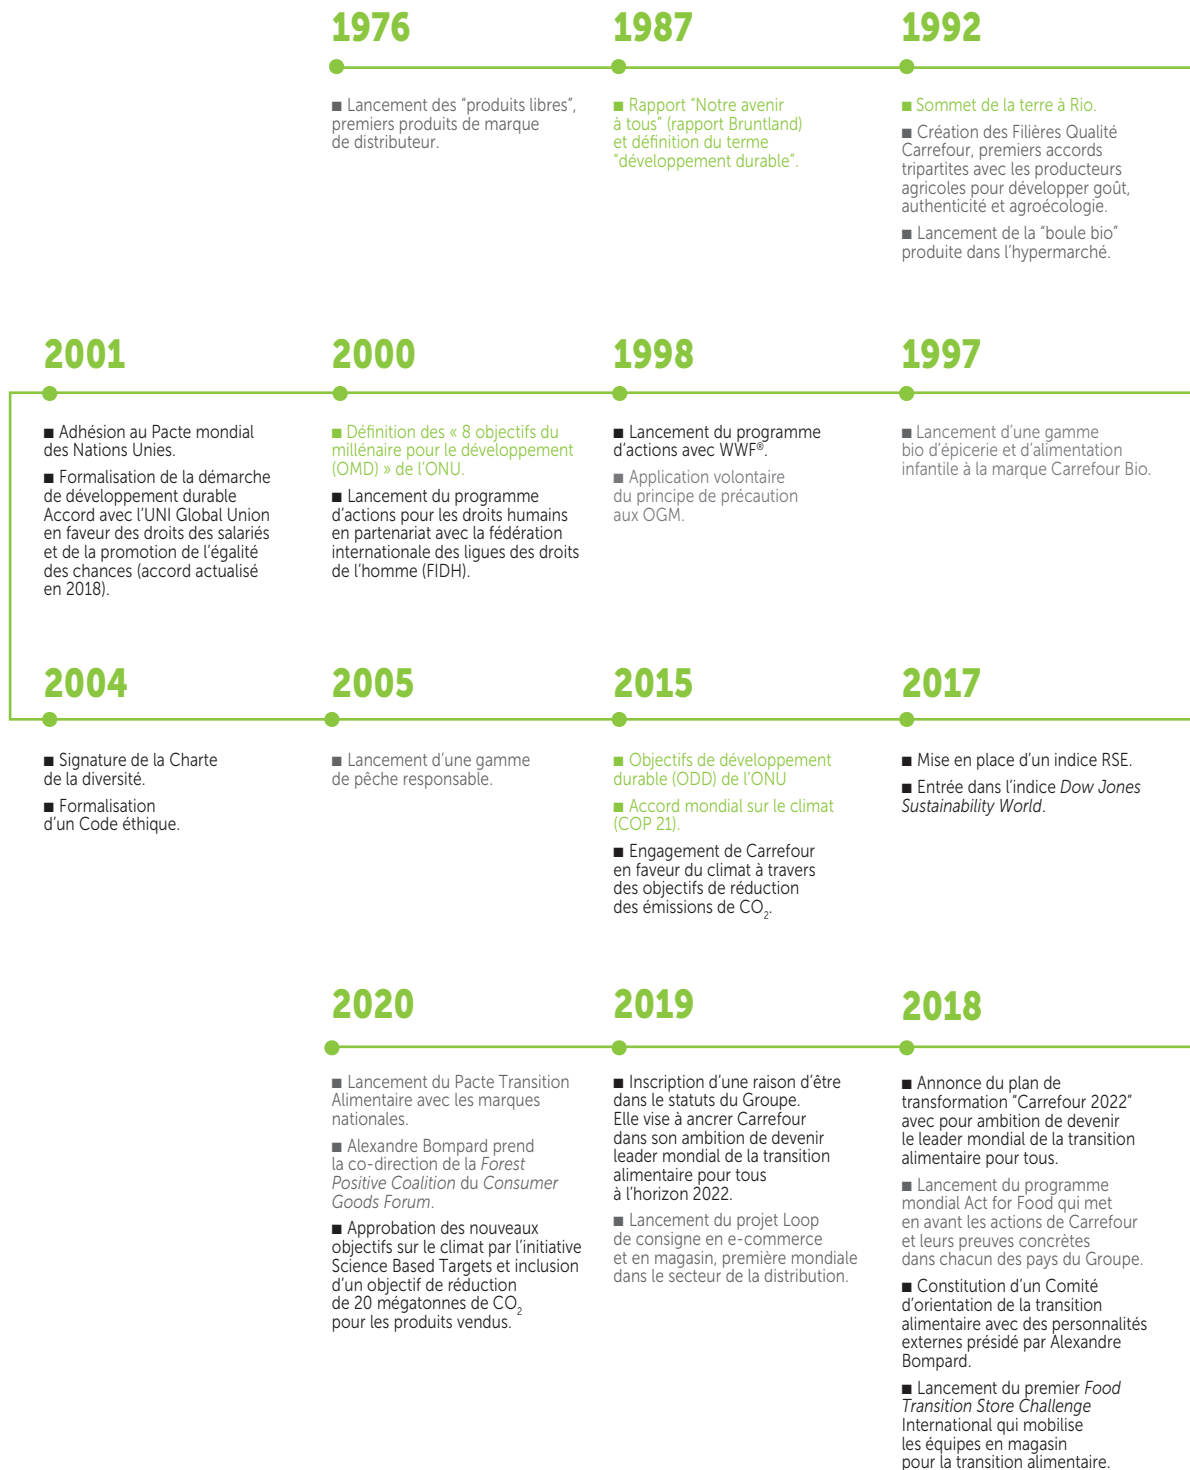 1976
■ Lancement des "produits libres",
premiers produits de marque
de distributeur.
1987
■ Rapport "Notre avenir
à tous" (rapport Bruntland)
et définition du terme
"développement durable".
1992
■ Sommet de la terre à Rio.
■ Création des Filières Qualité
Carrefour, premiers accords
tripartites avec les producteurs
agricoles pour développer goût,
authenticité et agroécologie.
■ Lancement de la "boule bio"
produite dans l'hypermarché.
2001
■ Adhésion au Pacte mondial
des Nations Unies.
■ Formalisation de la démarche
de développement durable
Accord avec l'UNI Global Union
en faveur des droits des salariés
et de la promotion de l'égalité
des chances (accord actualisé
en 2018).
2000
■ Définition des « 8 objectifs du
millénaire pour le développement
(OMD) » de l'ONU.
■ Lancement du programme
d'actions pour les droits humains
en partenariat avec la fédération
internationale des ligues des droits
de l'homme (FIDH).
1998
■ Lancement du programme
d'actions avec WWF®.
■ Application volontaire
du principe de précaution
aux OGM.
1997
■ Lancement d'une gamme
bio d'épicerie et d'alimentation
infantile à la marque Carrefour Bio.
2004
■ Signature de la Charte
de la diversité.
■ Formalisation
d'un Code éthique.
2005
■ Lancement d'une gamme
de pêche responsable.
2015
■ Objectifs de développement
durable (ODD) de l'ONU
■ Accord mondial sur le climat
(COP 21).
■ Engagement de Carrefour
en faveur du climat à travers
des objectifs de réduction
des émissions de CO₂.
2017
■ Mise en place d'un indice RSE.
■ Entrée dans l'indice Dow Jones
Sustainability World.
2020
■ Lancement du Pacte Transition
Alimentaire avec les marques
nationales.
■ Alexandre Bompard prend
la co-direction de la Forest
Positive Coalition du Consumer
Goods Forum.
■ Approbation des nouveaux
objectifs sur le climat par l'initiative
Science Based Targets et inclusion
d'un objectif de réduction
de 20 mégatonnes de CO₂
pour les produits vendus.
2019
■ Inscription d'une raison d'être
dans le statuts du Groupe.
Elle vise à ancrer Carrefour
dans son ambition de devenir
leader mondial de la transition
alimentaire pour tous
à l'horizon 2022.
■ Lancement du projet Loop
de consigne en e-commerce
et en magasin, première mondiale
dans le secteur de la distribution.
2018
■ Annonce du plan de
transformation "Carrefour 2022"
avec pour ambition de devenir
le leader mondial de la transition
alimentaire pour tous.
■ Lancement du programme
mondial Act for Food qui met
en avant les actions de Carrefour
et leurs preuves concrètes
dans chacun des pays du Groupe.
■ Constitution d'un Comité
d'orientation de la transition
alimentaire avec des personnalités
externes présidé par Alexandre
Bompard.
■ Lancement du premier Food
Transition Store Challenge
International qui mobilise
les équipes en magasin
pour la transition alimentaire.